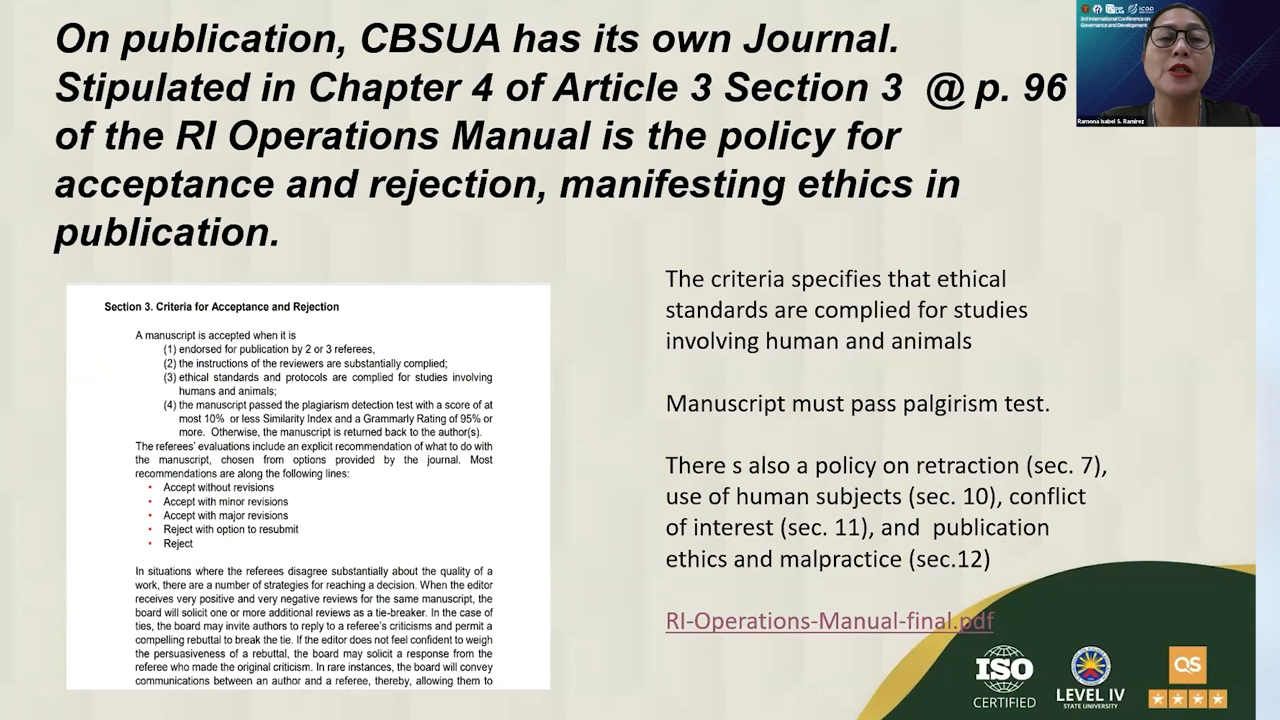 On publication, CBSUA has its own Journal.
Stipulated in Chapter 4 of Article 3 Section 3 @ p. 96
of the RI Operations Manual is the policy for
acceptance and rejection, manifesting ethics in
publication.
3rd International Conference on
Governance and Development
Ramona Isabel S. Ramirez
Section 3. Criteria for Acceptance and Rejection
A manuscript is accepted when it is
(1) endorsed for publication by 2 or 3 referees,
(2) the instructions of the reviewers are substantially complied;
(3) ethical standards and protocols are complied for studies involving
humans and animals;
(4) the manuscript passed the plagiarism detection test with a score of at
most 10% or less Similarity Index and a Grammarly Rating of 95% or
more. Otherwise, the manuscript is returned back to the author(s).
The referees' evaluations include an explicit recommendation of what to do with
the manuscript, chosen from options provided by the journal. Most
recommendations are along the following lines:
• Accept without revisions
• Accept with minor revisions
• Accept with major revisions
• Reject with option to resubmit
• Reject
In situations where the referees disagree substantially about the quality of a
work, there are a number of strategies for reaching a decision. When the editor
receives very positive and very negative reviews for the same manuscript, the
board will solicit one or more additional reviews as a tie-breaker. In the case of
ties, the board may invite authors to reply to a referee's criticisms and permit a
compelling rebuttal to break the tie. If the editor does not feel confident to weigh
the persuasiveness of a rebuttal, the board may solicit a response from the
referee who made the original criticism. In rare instances, the board will convey
communications between an author and a referee, thereby, allowing them to
The criteria specifies that ethical
standards are complied for studies
involving human and animals
Manuscript must pass palgirism test.
There s also a policy on retraction (sec. 7),
use of human subjects (sec. 10), conflict
of interest (sec. 11), and publication
ethics and malpractice (sec.12)
RI-Operations-Manual-final.pdf
ISO
CERTIFIED
LEVEL IV
STATE UNIVERSITY
QS